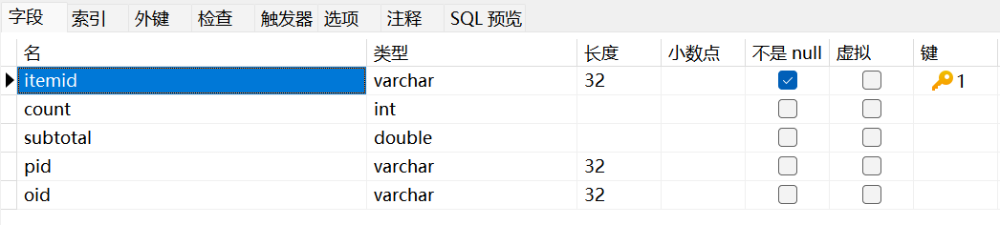 字段 索引 外键 检查 触发器 选项 注释 SQL 预览
名 类型 长度 小数点 不是 null 虚拟 键
itemid varchar 32 1
count int
subtotal double
pid varchar 32
oid varchar 32